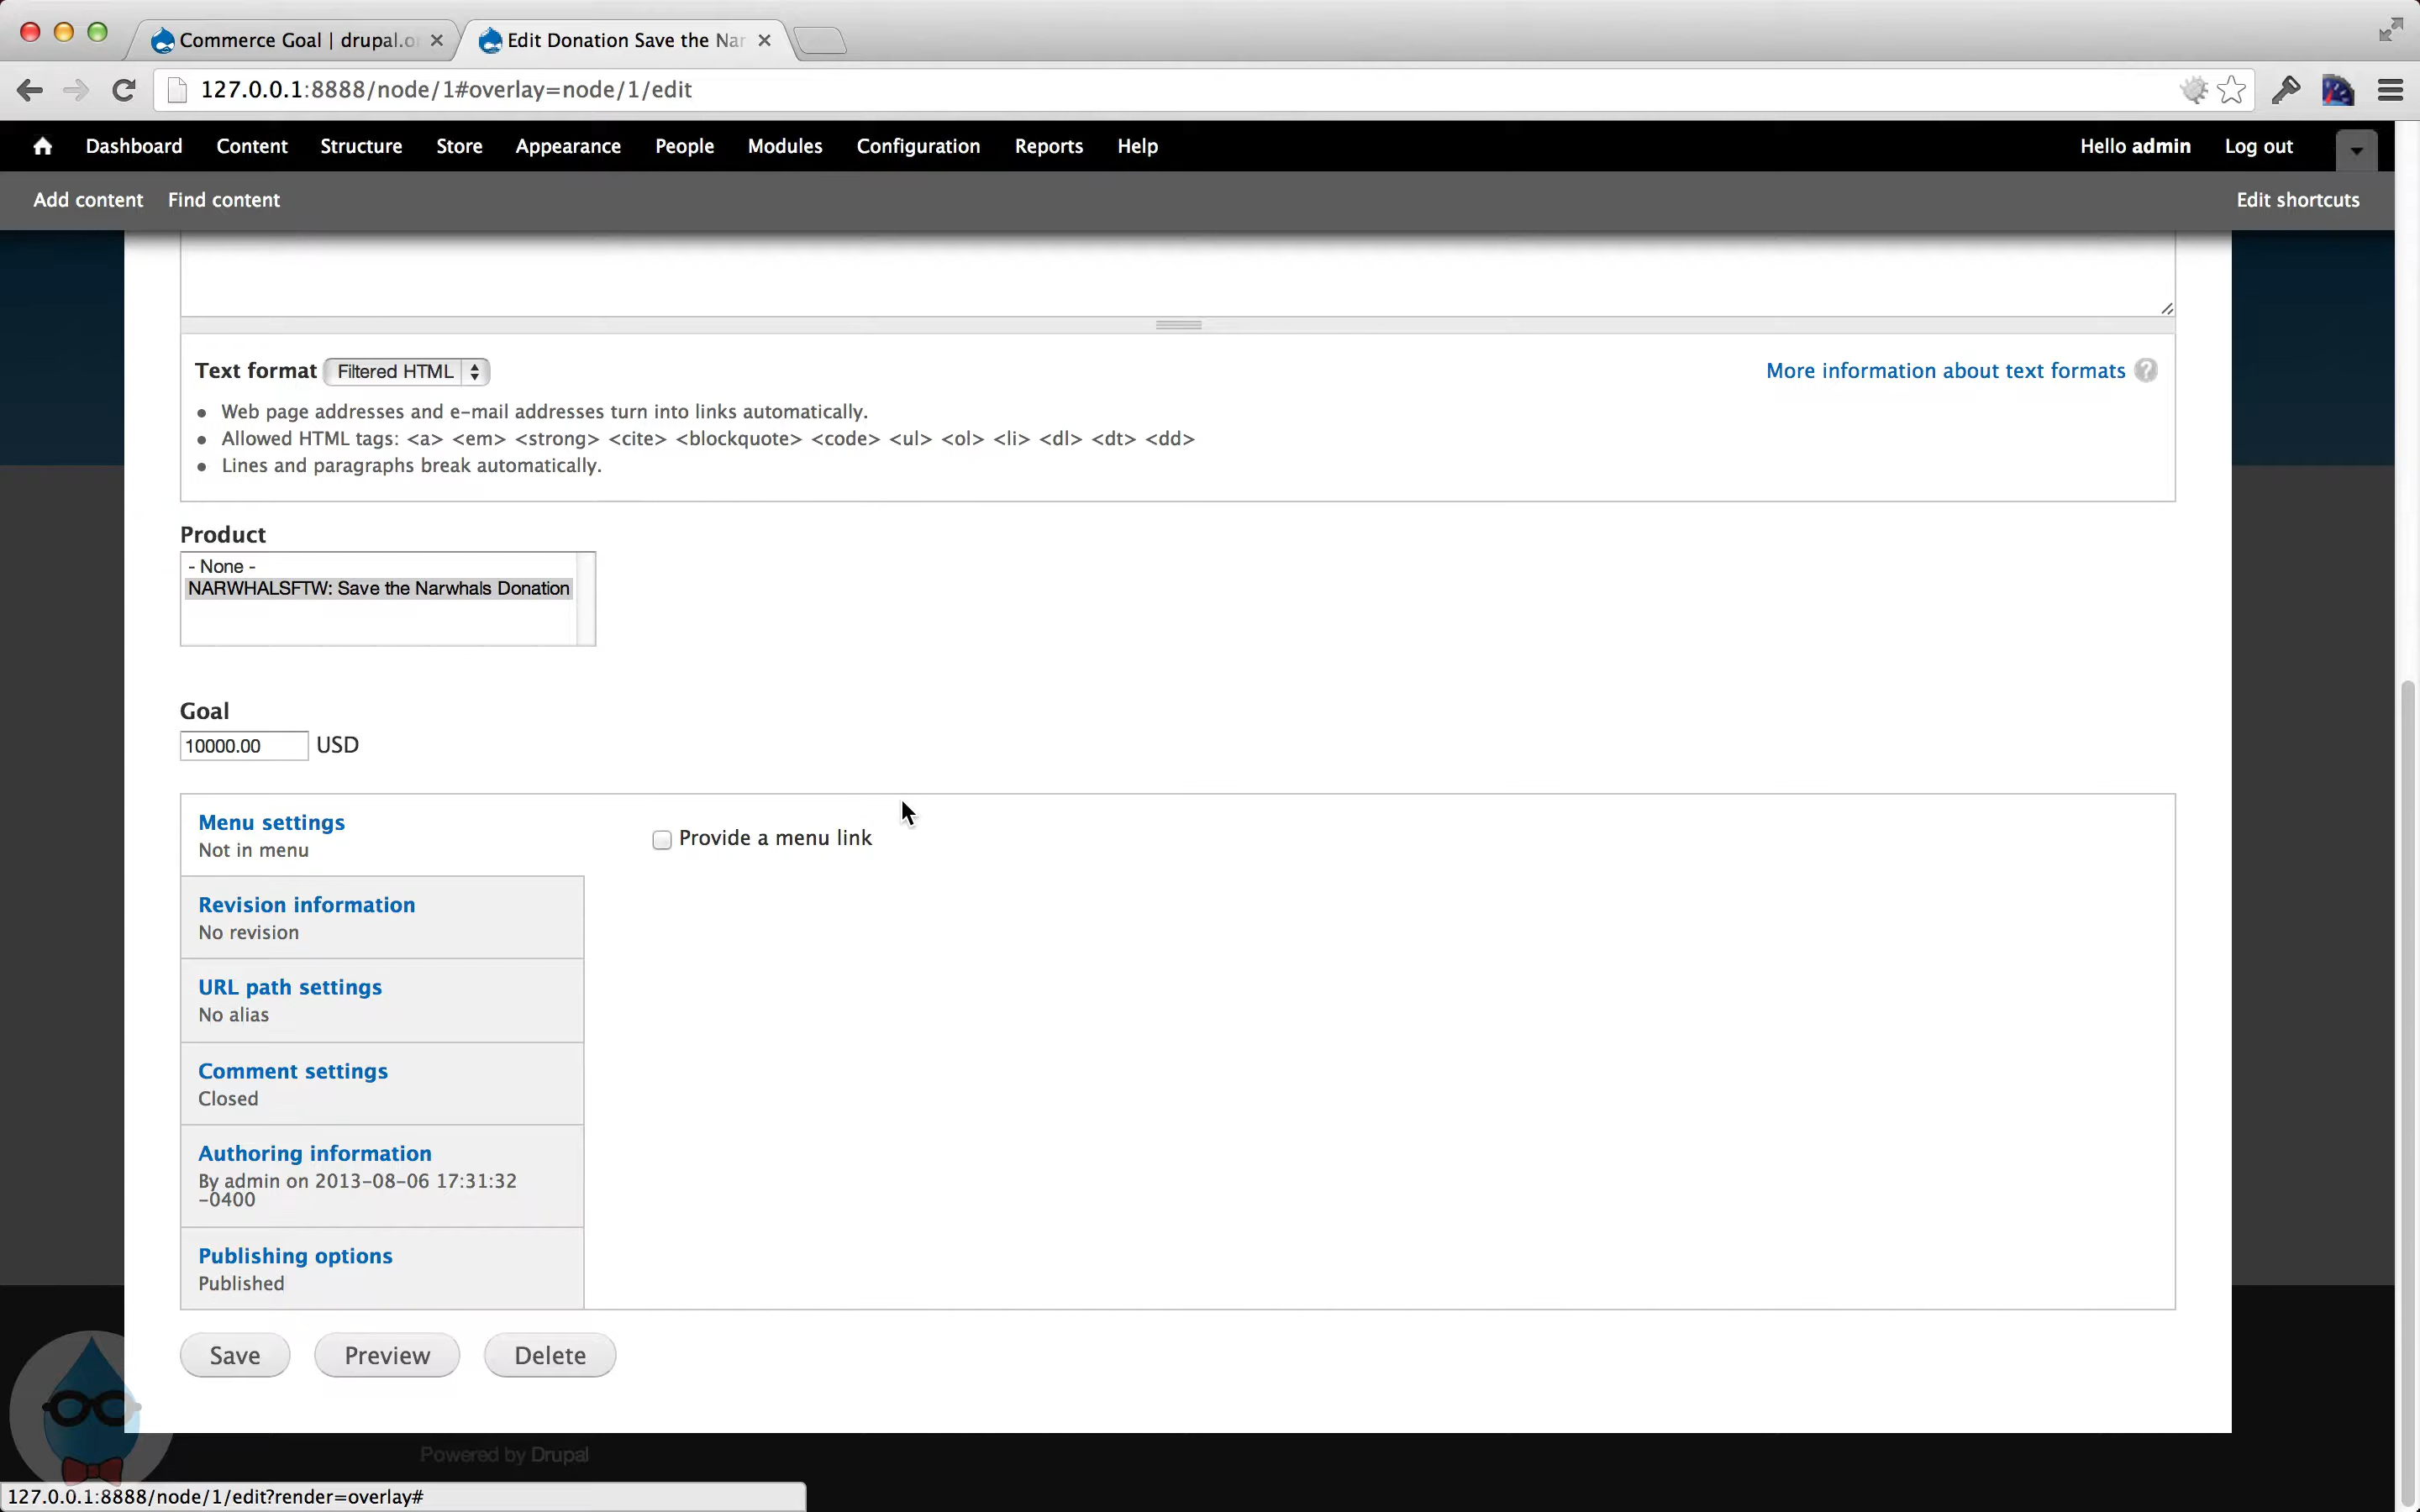 Commerce Goal | drupal.o
Edit Donation Save the Nar
127.0.0.1:8888/node/1#overlay=node/1/edit
Dashboard Content Structure Store Appearance People Modules Configuration Reports Help Hello admin Log out
Add content Find content Edit shortcuts
Text format Filtered HTML More information about text formats ?
Web page addresses and e-mail addresses turn into links automatically.
Allowed HTML tags: <a> <em> <strong> <cite> <blockquote> <code> <ul> <ol> <li> <dl> <dt> <dd>
Lines and paragraphs break automatically.
Product
- None -
NARWHALSFTW: Save the Narwhals Donation
Goal
10000.00 USD
Menu settings
Not in menu
Provide a menu link
Revision information
No revision
URL path settings
No alias
Comment settings
Closed
Authoring information
By admin on 2013-08-06 17:31:32
-0400
Publishing options
Published
Save Preview Delete
Powered by Drupal
127.0.0.1:8888/node/1/edit?render=overlay#